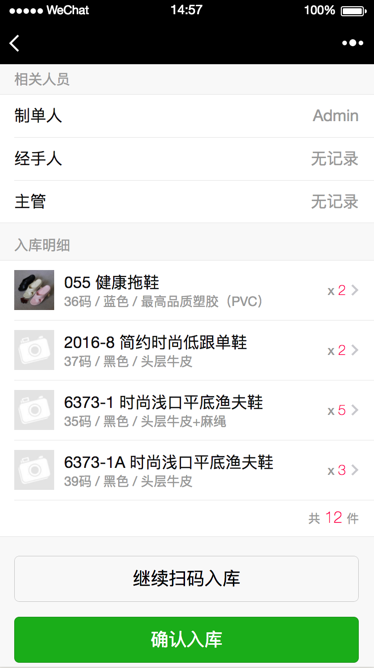 WeChat 14:57 100%
相关人员
制单人 Admin
经手人 无记录
主管 无记录
入库明细
055 健康拖鞋
36码 / 蓝色 / 最高品质塑胶（PVC） x 2
2016-8 简约时尚低跟单鞋
37码 / 黑色 / 头层牛皮 x 2
6373-1 时尚浅口平底渔夫鞋
35码 / 黑色 / 头层牛皮+麻绳 x 5
6373-1A 时尚浅口平底渔夫鞋
39码 / 黑色 / 头层牛皮 x 3
共 12 件
继续扫码入库
确认入库